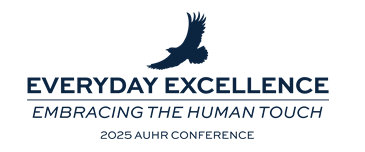 EVERYDAY EXCELLENCE
EMBRACING THE HUMAN TOUCH
2025 AUHR CONFERENCE